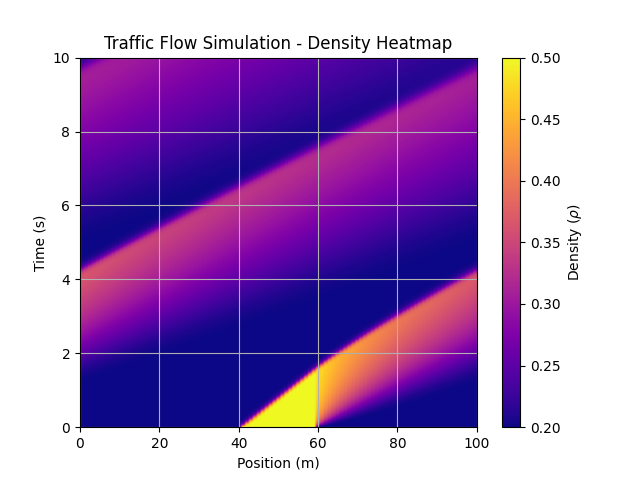 Traffic Flow Simulation - Density Heatmap
10
8
6
4
2
0
Time (s)
0 20 40 60 80 100
Position (m)
0.50
0.45
0.40
0.35
0.30
0.25
0.20
Density (ρ)